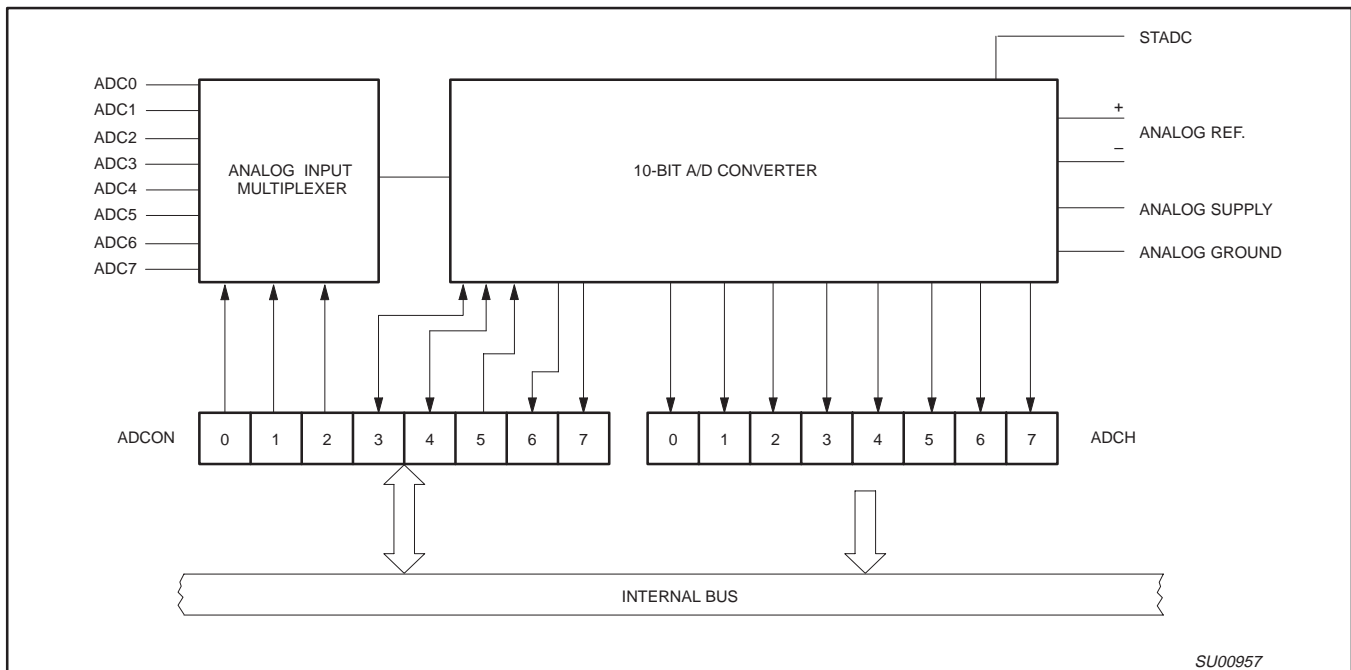 STADC
ADC0
ADC1
ADC2
ADC3
ADC4
ADC5
ADC6
ADC7
ANALOG INPUT
MULTIPLEXER
10-BIT A/D CONVERTER
+
ANALOG REF.
–
ANALOG SUPPLY
ANALOG GROUND
ADCON 0 1 2 3 4 5 6 7
0 1 2 3 4 5 6 7 ADCH
INTERNAL BUS
SU00957